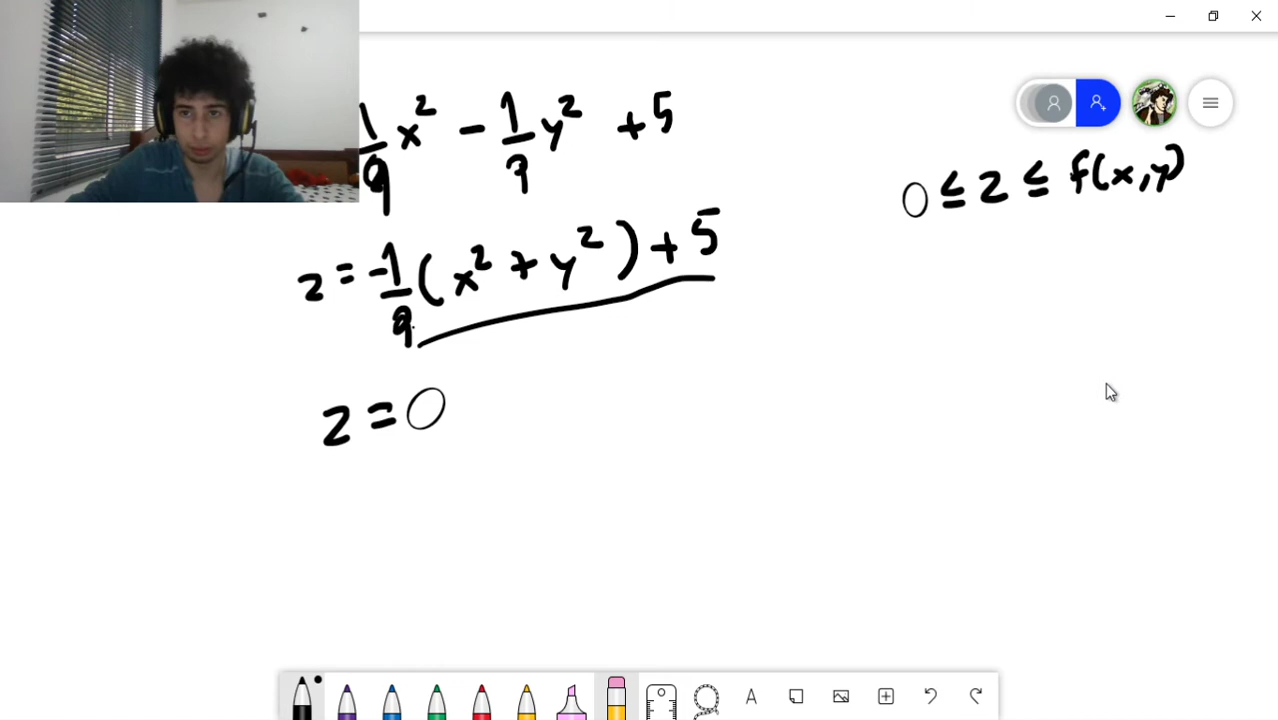 1/9 x² - 1/9 y² + 5
0 ≤ z ≤ f(x,y)
z = -1/9 (x² + y²) + 5
z = 0
A